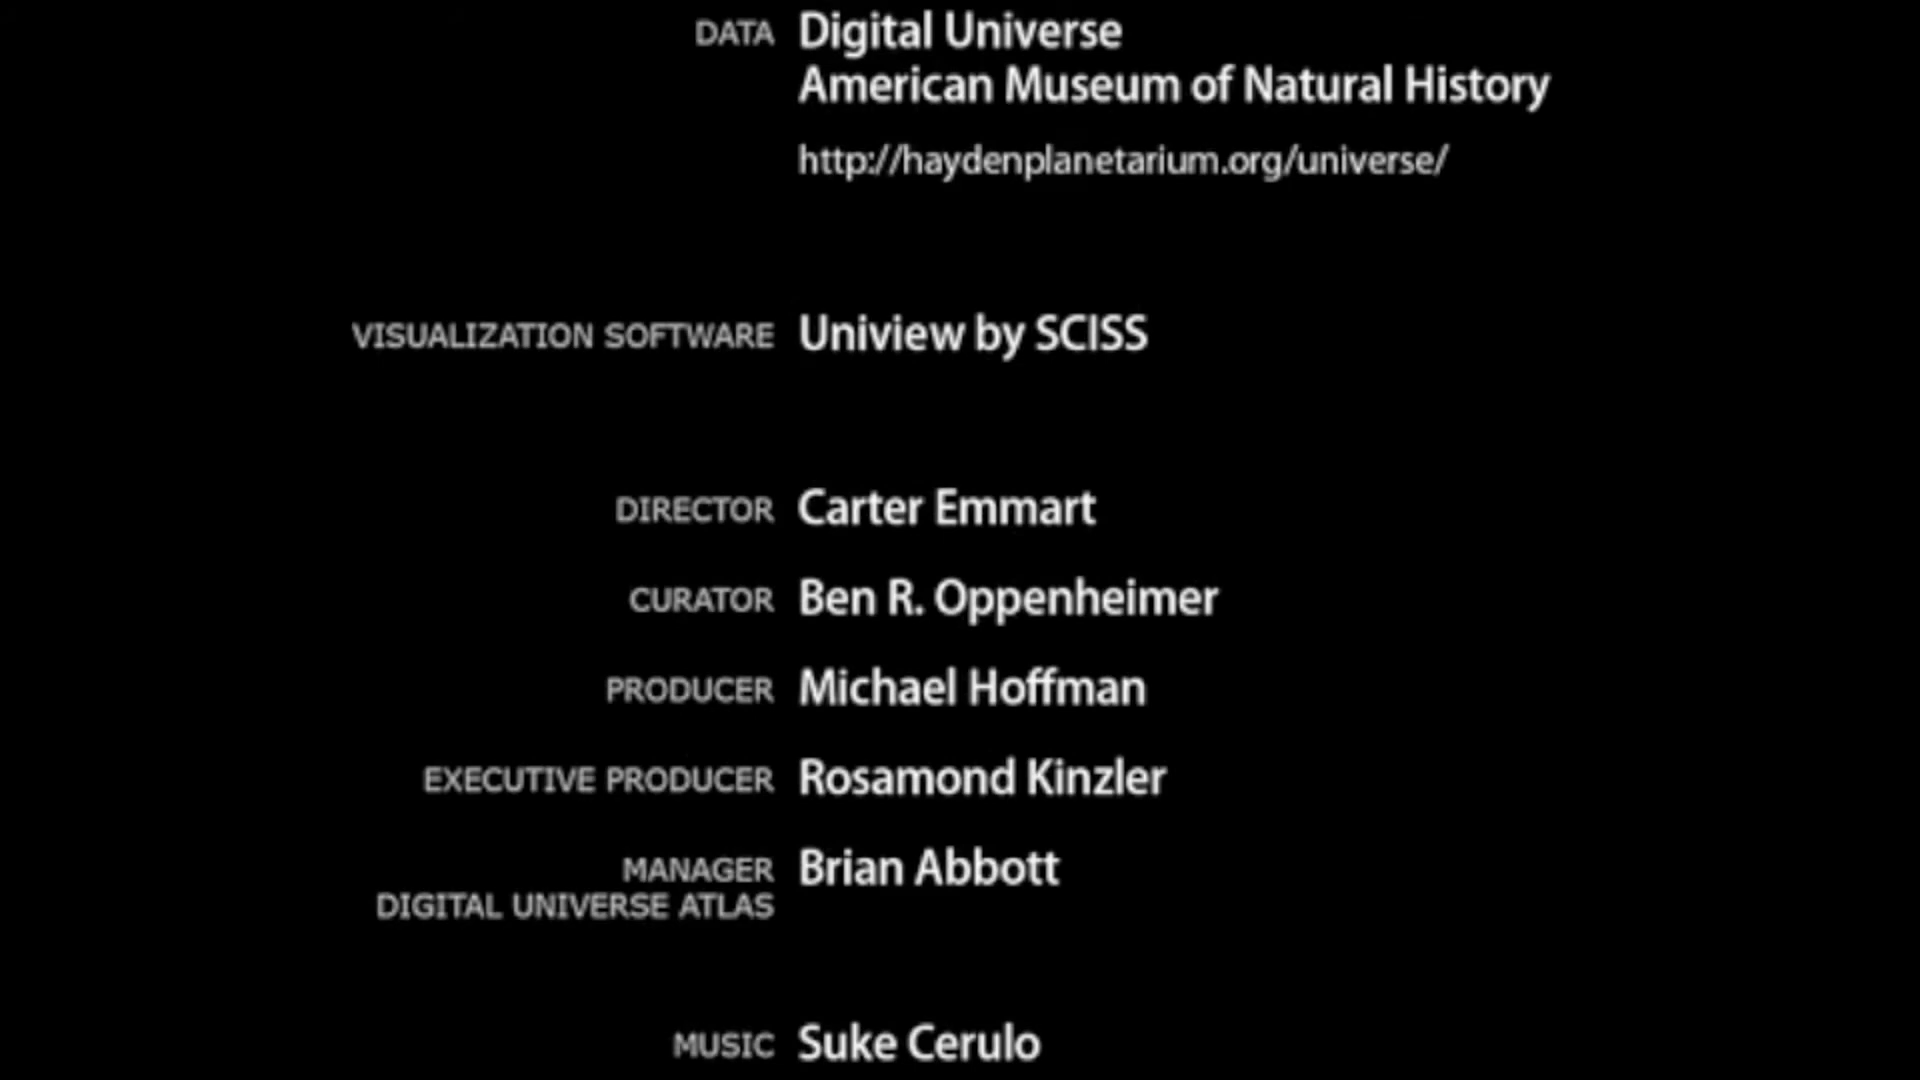 DATA Digital Universe
American Museum of Natural History
http://haydenplanetarium.org/universe/
VISUALIZATION SOFTWARE Uniview by SCISS
DIRECTOR Carter Emmart
CURATOR Ben R. Oppenheimer
PRODUCER Michael Hoffman
EXECUTIVE PRODUCER Rosamond Kinzler
MANAGER Brian Abbott
DIGITAL UNIVERSE ATLAS
MUSIC Suke Cerulo